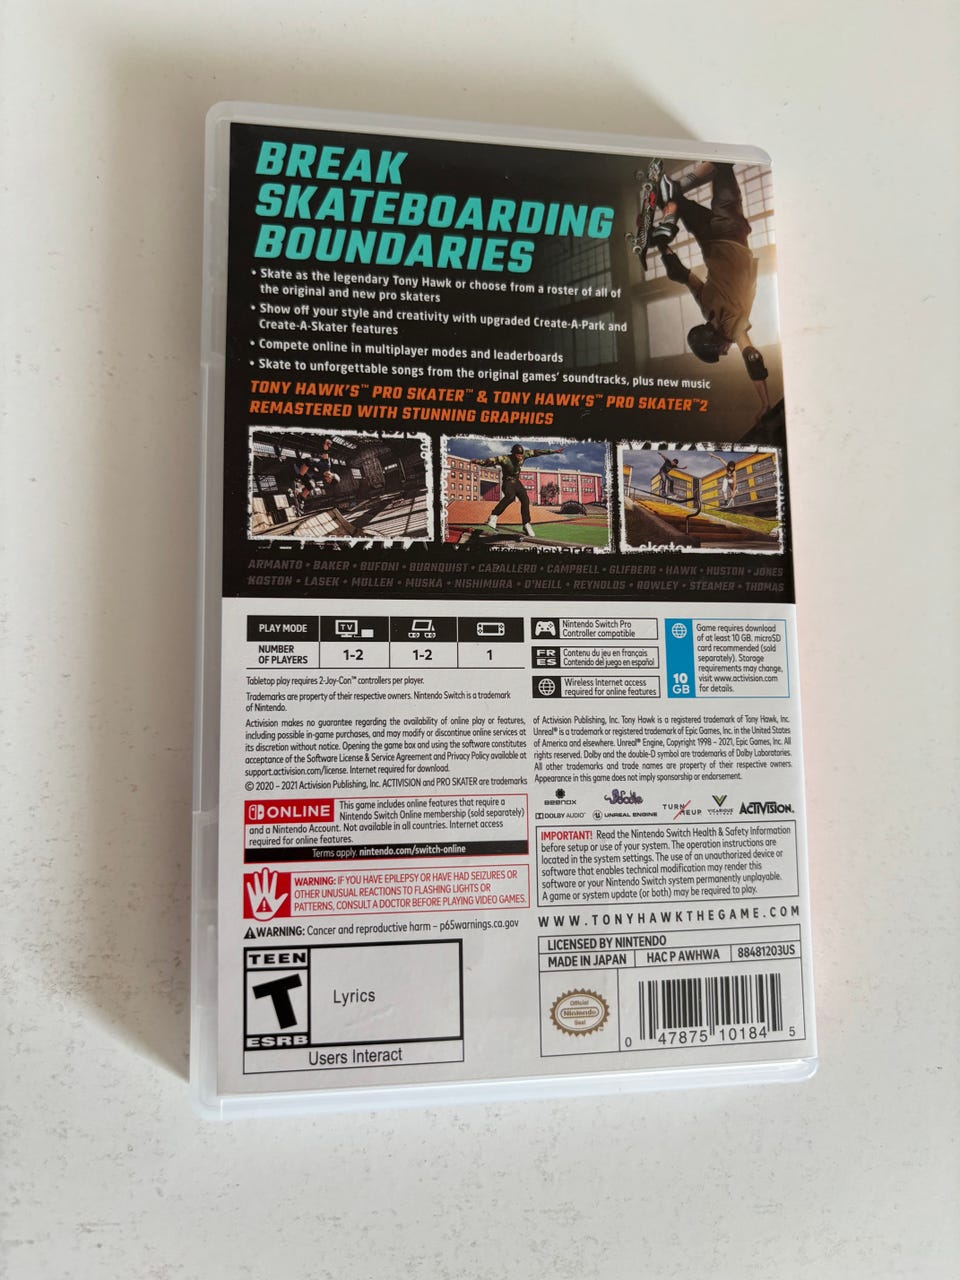 BREAK
SKATEBOARDING
BOUNDARIES
• Skate as the legendary Tony Hawk or choose from a roster of all of
the original and new pro skaters
• Show off your style and creativity with upgraded Create-A-Park and
Create-A-Skater features
• Compete online in multiplayer modes and leaderboards
• Skate to unforgettable songs from the original games' soundtracks, plus new music
TONY HAWK'S™ PRO SKATER™ & TONY HAWK'S™ PRO SKATER™2
REMASTERED WITH STUNNING GRAPHICS
ARMANTO • BAKER • BUFONI • BURNQUIST • CABALLERO • CAMPBELL • GLIFBERG • HAWK • HUSTON • JONES
KOSTON • LASEK • MULLEN • MUSKA • NISHIMURA • O'NEILL • REYNOLDS • ROWLEY • STEAMER • THOMAS
PLAY MODE
TV
NUMBER
OF PLAYERS
1-2
1-2
1
Tabletop play requires 2-Joy-Con™ controllers per player.
Trademarks are property of their respective owners. Nintendo Switch is a trademark
of Nintendo.
Nintendo Switch Pro
Controller compatible
FR
ES
Contenu du jeu en français
Contenido del juego en español
Wireless Internet access
required for online features
10
GB
Game requires download
of at least 10 GB. microSD
card recommended (sold
separately). Storage
requirements may change,
visit www.activision.com
for details.
Activision makes no guarantee regarding the availability of online play or features,
including possible in-game purchases, and may modify or discontinue online services at
its discretion without notice. Opening the game box and using the software constitutes
acceptance of the Software License & Service Agreement and Privacy Policy available at
support.activision.com/license. Internet required for download.
© 2020 – 2021 Activision Publishing, Inc. ACTIVISION and PRO SKATER are trademarks
of Activision Publishing, Inc. Tony Hawk is a registered trademark of Tony Hawk, Inc.
Unreal® is a trademark or registered trademark of Epic Games, Inc. in the United States
of America and elsewhere. Unreal® Engine, Copyright 1998 – 2021, Epic Games, Inc. All
rights reserved. Dolby and the double-D symbol are trademarks of Dolby Laboratories.
All other trademarks and trade names are property of their respective owners.
Appearance in this game does not imply sponsorship or endorsement.
ONLINE
This game includes online features that require a
Nintendo Switch Online membership (sold separately)
and a Nintendo Account. Not available in all countries. Internet access
required for online features.
Terms apply. nintendo.com/switch-online
BEENOX
DOLBY AUDIO™
UNREAL ENGINE
TURN
ME UP
VICARIOUS
ACTIVISION.
WARNING: IF YOU HAVE EPILEPSY OR HAVE HAD SEIZURES OR
OTHER UNUSUAL REACTIONS TO FLASHING LIGHTS OR
PATTERNS, CONSULT A DOCTOR BEFORE PLAYING VIDEO GAMES.
WARNING: Cancer and reproductive harm – p65warnings.ca.gov
IMPORTANT! Read the Nintendo Switch Health & Safety Information
before setup or use of your system. The operation instructions are
located in the system settings. The use of an unauthorized device or
software that enables technical modification may render this
software or your Nintendo Switch system permanently unplayable.
A game or system update (or both) may be required to play.
WWW.TONYHAWKTHEGAME.COM
TEEN
T
ESRB
Lyrics
Users Interact
LICENSED BY NINTENDO
MADE IN JAPAN
HAC P AWHWA
88481203US
Official
Nintendo
Seal
0 47875 10184 5